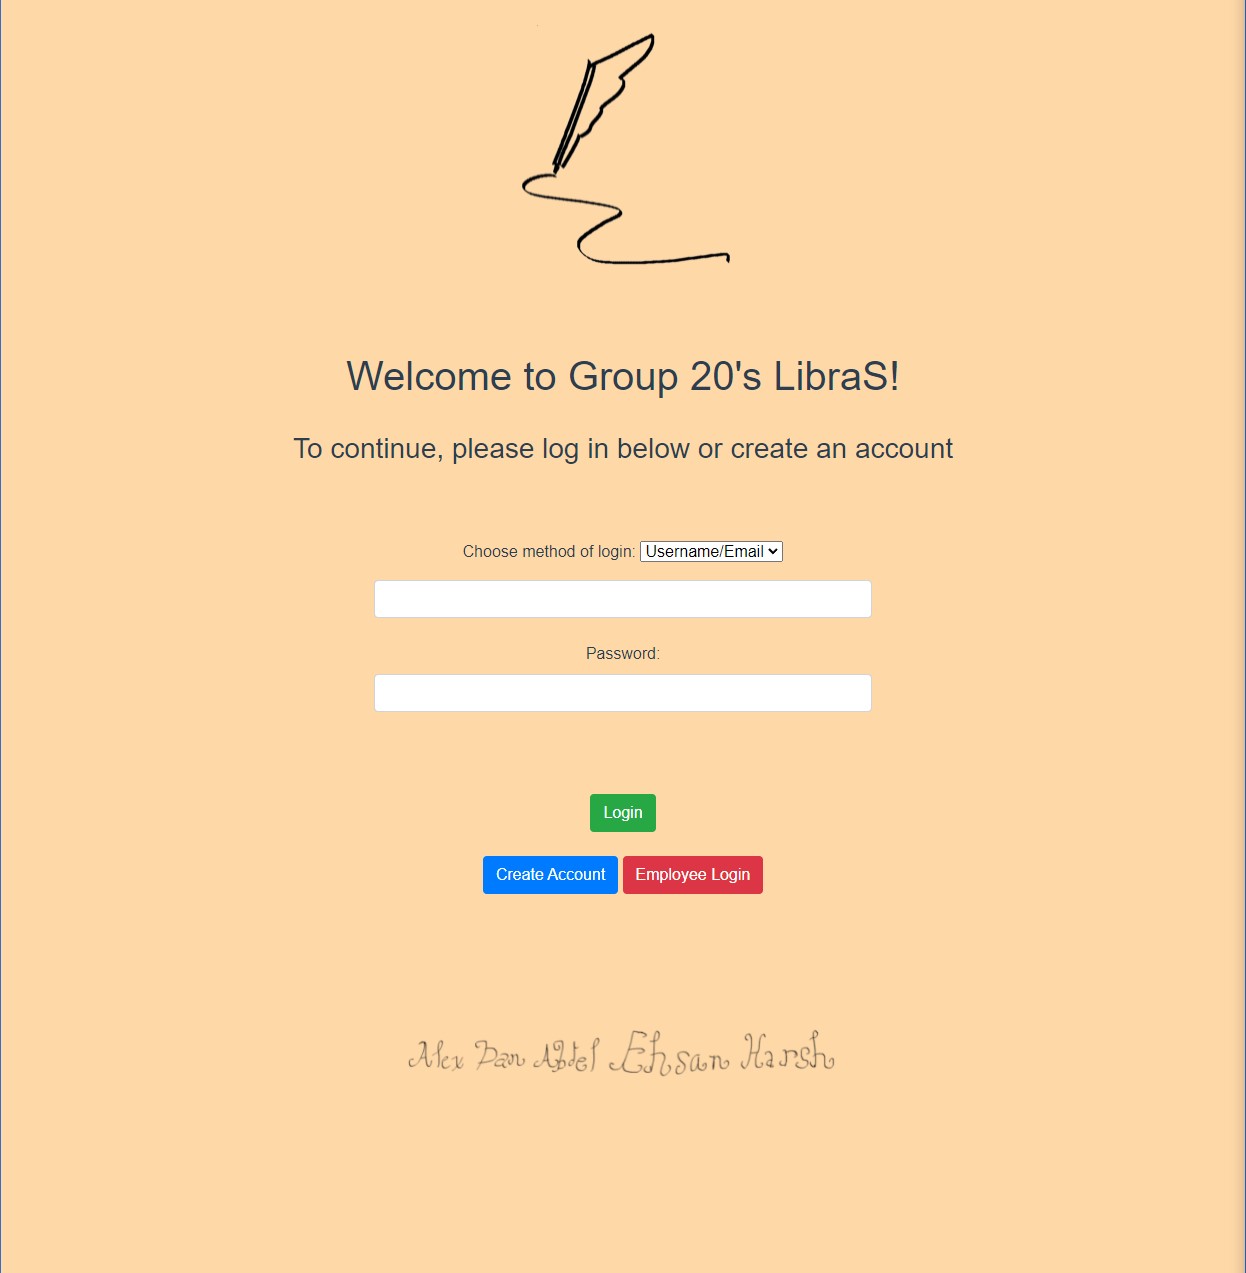 Welcome to Group 20's LibraS!
To continue, please log in below or create an account
Choose method of login: Username/Email
Password:
Login
Create Account Employee Login
Alex Dan Abdel Ehsan Harsh